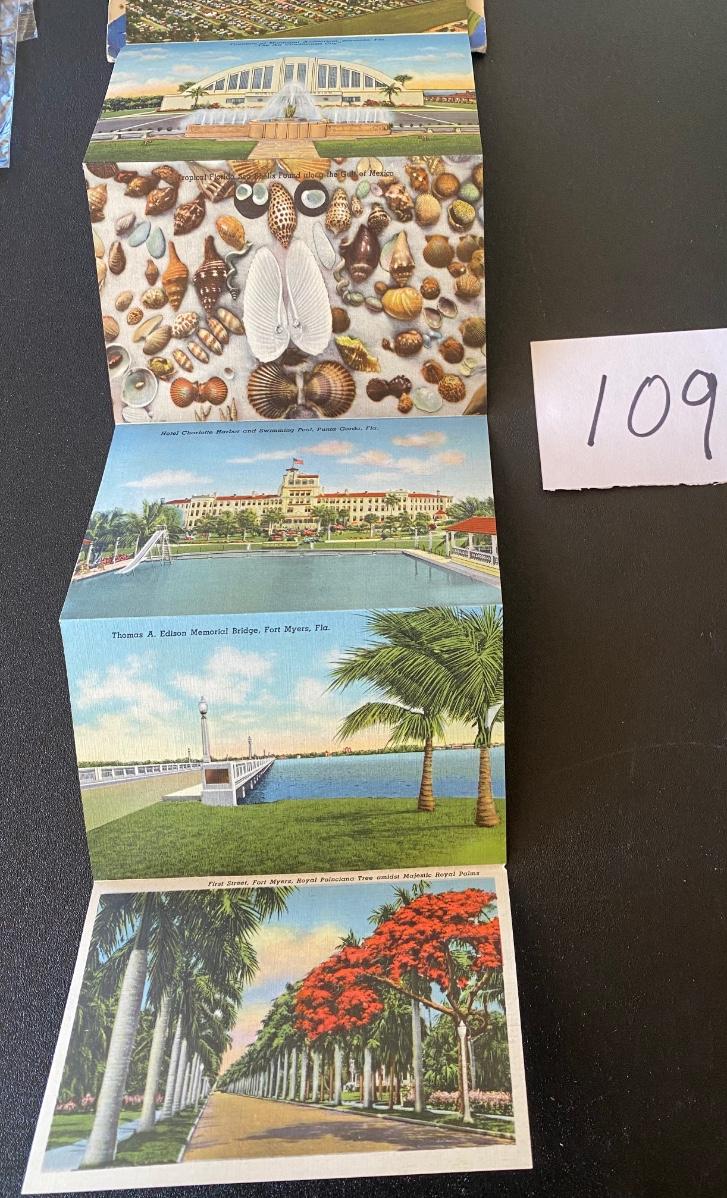 Tropical Florida Sea Shells Found along the Gulf of Mexico
Hotel Charlotte Harbor and Swimming Pool, Punta Gorda, Fla.
109
Thomas A. Edison Memorial Bridge, Fort Myers, Fla.
First Street, Fort Myers, Royal Poinciana Tree amidst Majestic Royal Palms